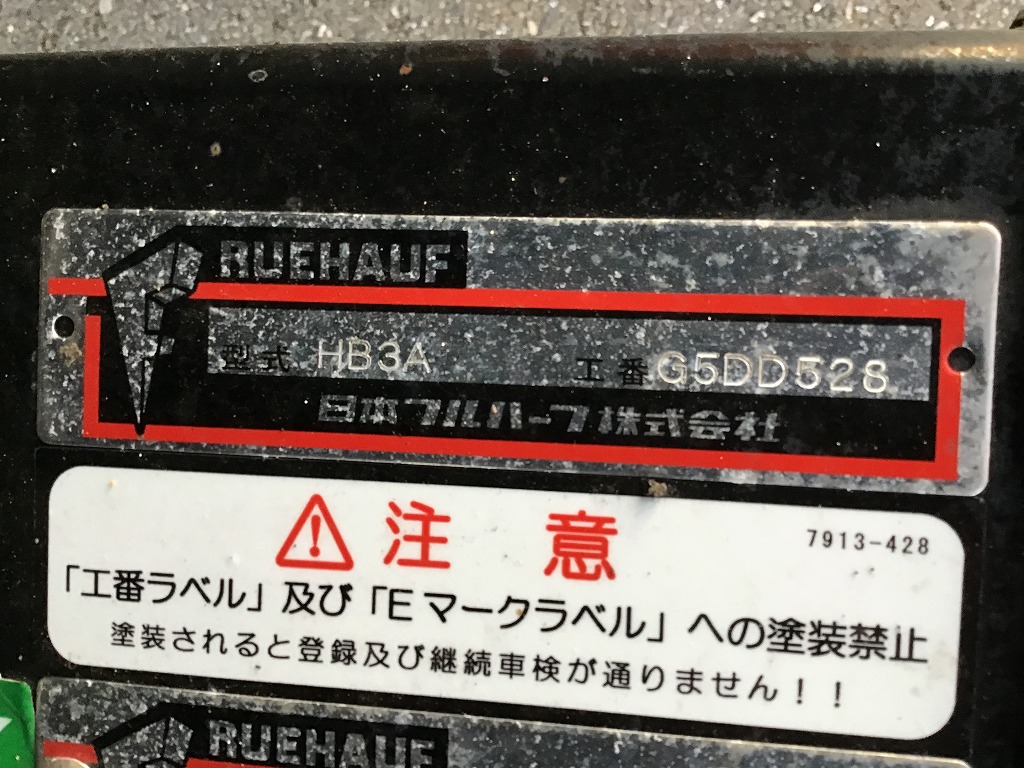 FRUEHAUF
型式 HB3A 工番 G5DD528
日本フルハーフ株式会社
注意 7913-428
「工番ラベル」及び「Eマークラベル」への塗装禁止
塗装されると登録及び継続車検が通りません!!
FRUEHAUF